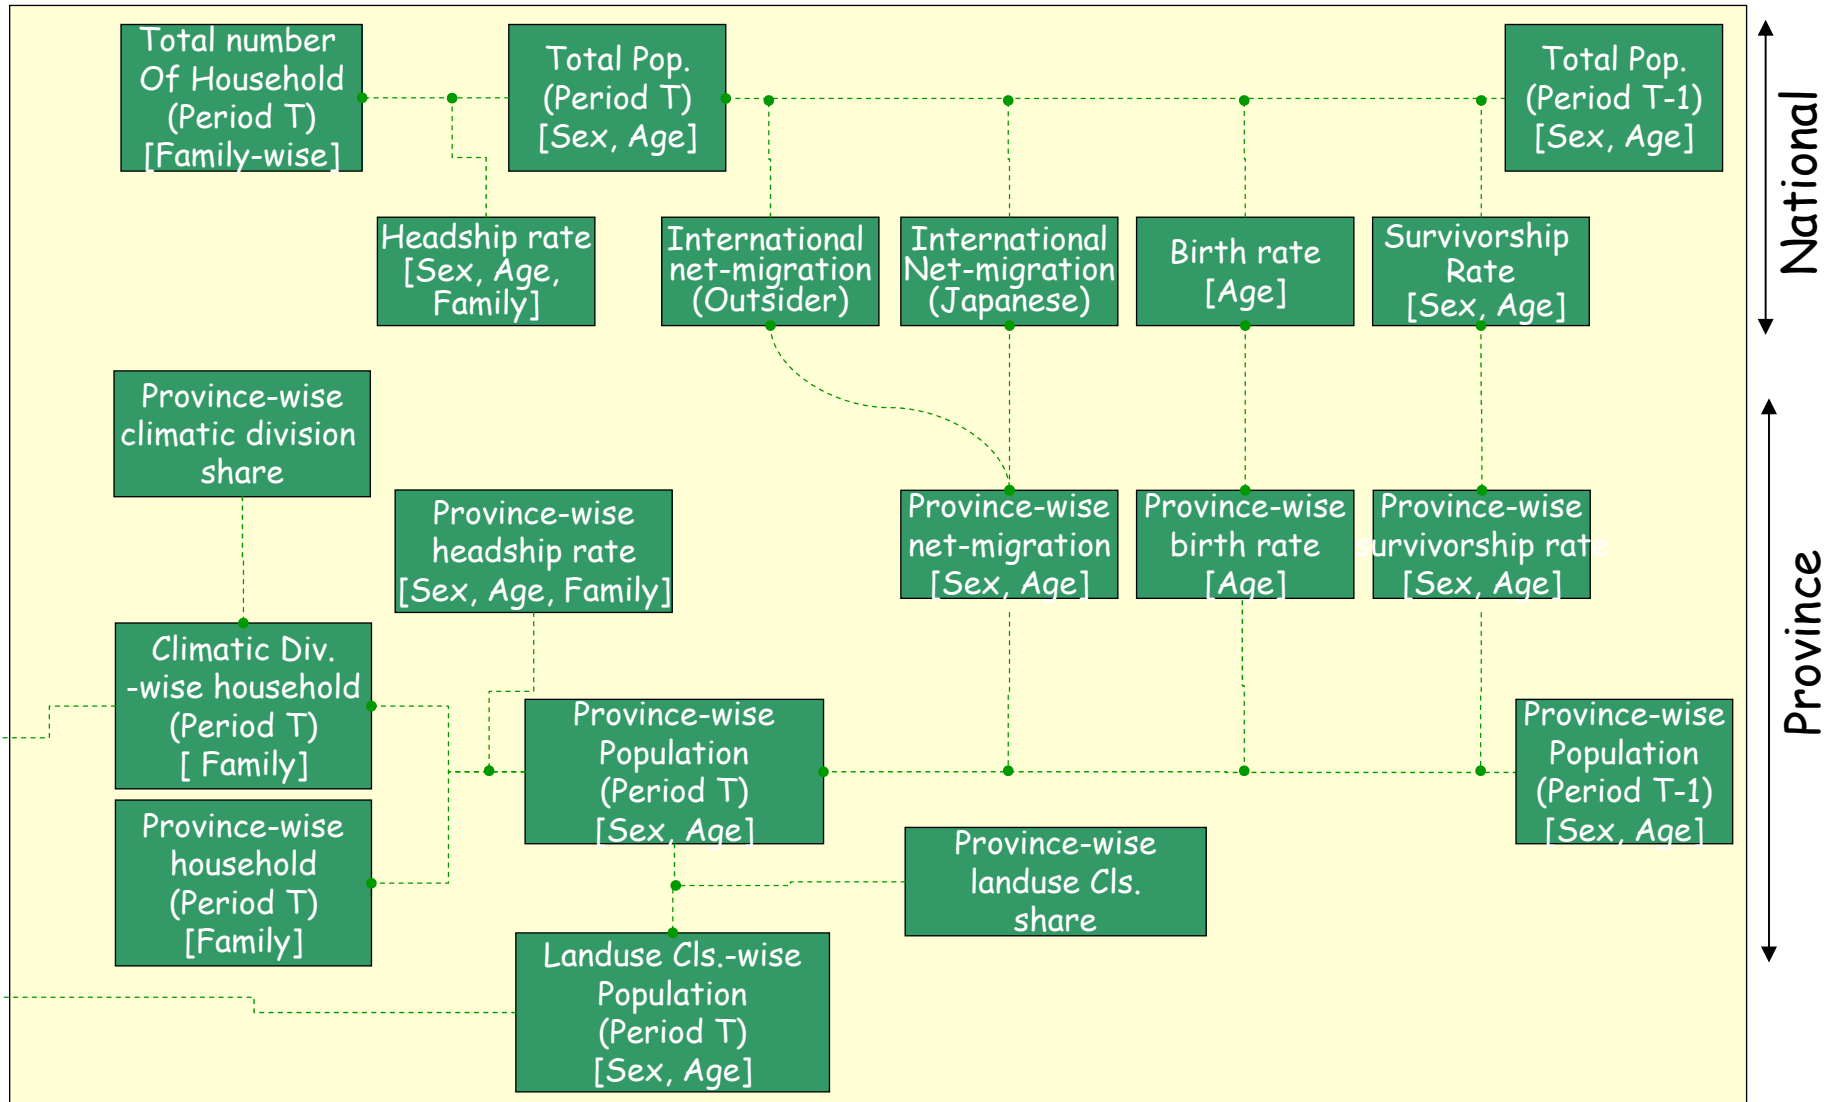 Total number
Of Household
(Period T)
[Family-wise]
Total Pop.
(Period T)
[Sex, Age]
Total Pop.
(Period T-1)
[Sex, Age]
National
Headship rate
[Sex, Age,
Family]
International
net-migration
(Outsider)
International
Net-migration
(Japanese)
Birth rate
[Age]
Survivorship
Rate
[Sex, Age]
Province-wise
climatic division
share
Province-wise
headship rate
[Sex, Age, Family]
Province-wise
net-migration
[Sex, Age]
Province-wise
birth rate
[Age]
Province-wise
survivorship rate
[Sex, Age]
Province
Climatic Div.
-wise household
(Period T)
[ Family]
Province-wise
Population
(Period T)
[Sex, Age]
Province-wise
Population
(Period T-1)
[Sex, Age]
Province-wise
household
(Period T)
[Family]
Province-wise
landuse Cls.
share
Landuse Cls.-wise
Population
(Period T)
[Sex, Age]